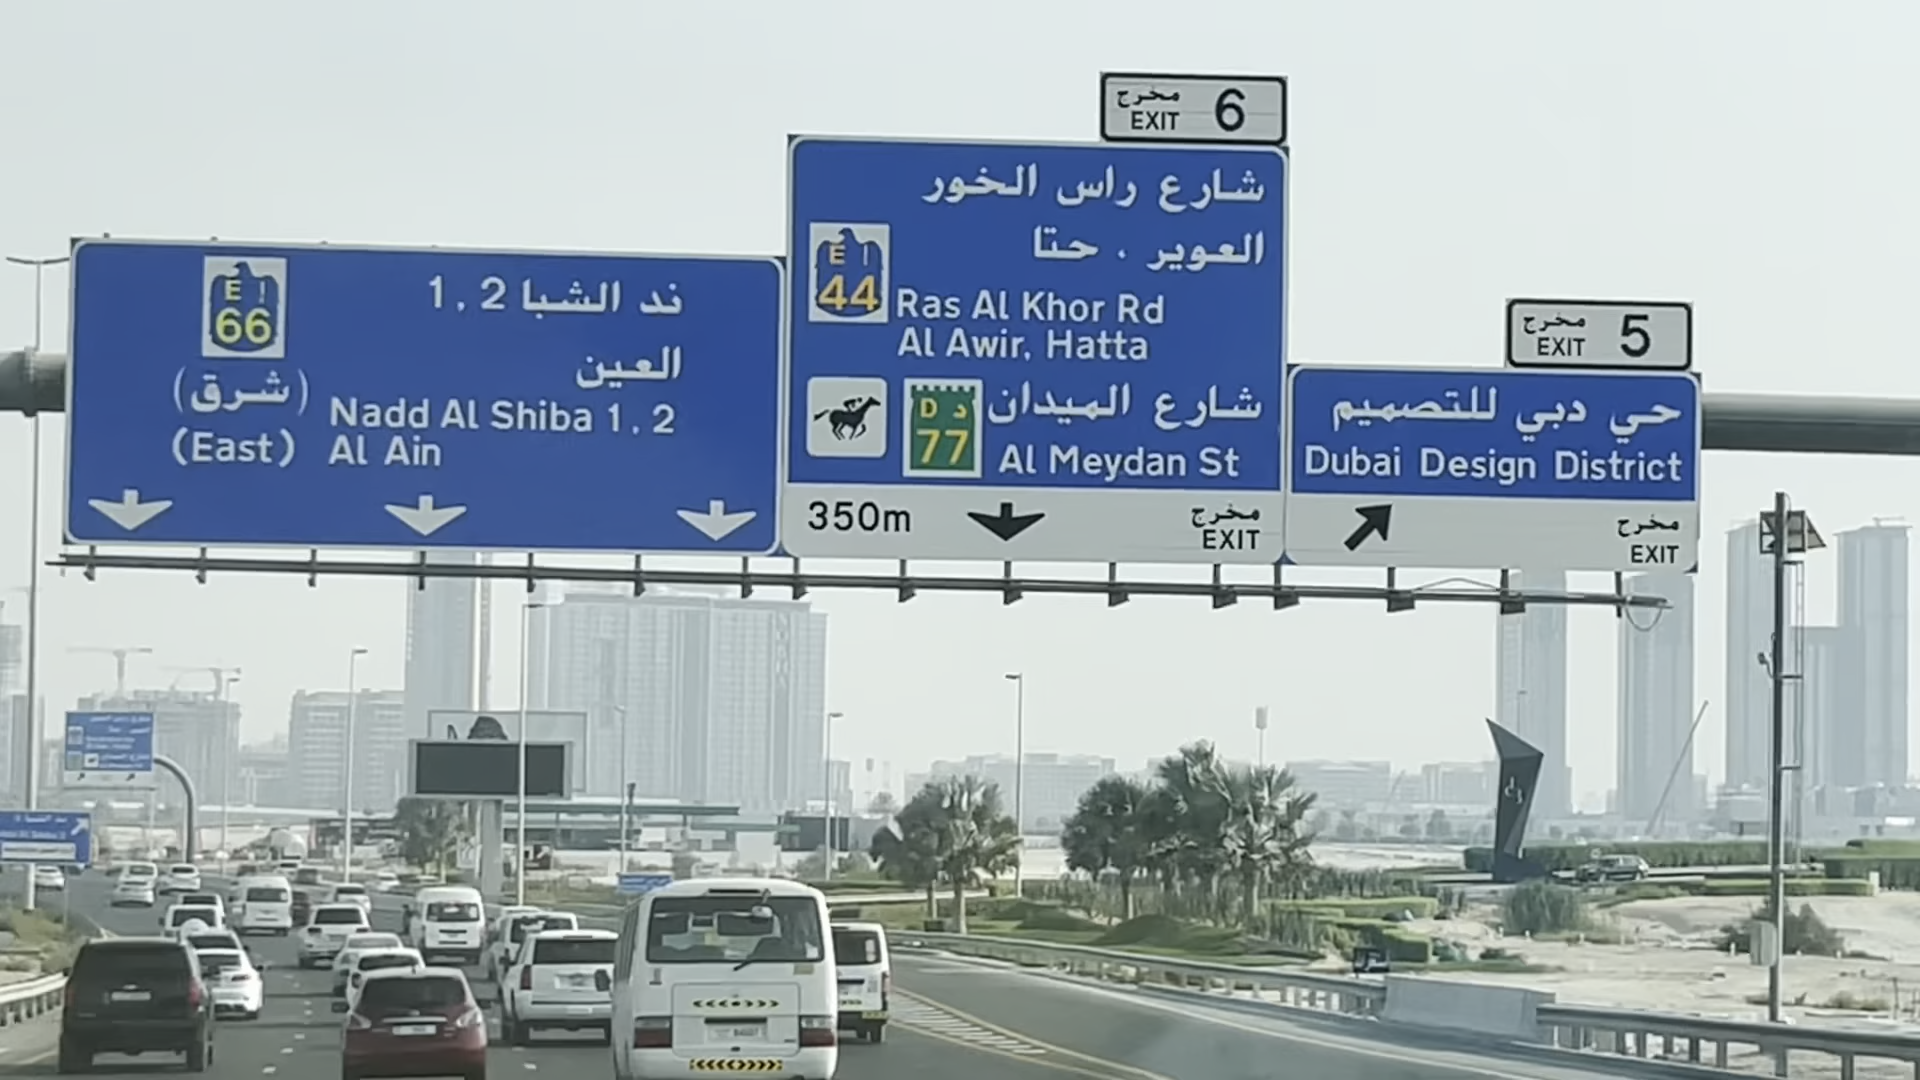 E ا
66
ند الشبا 1, 2
العين
(شرق)
(East)
Nadd Al Shiba 1, 2
Al Ain
مخرج
EXIT
6
شارع راس الخور
العوير ، حتا
E ا
44
Ras Al Khor Rd
Al Awir, Hatta
D د
77
شارع الميدان
Al Meydan St
350m
مخرج
EXIT
مخرج
EXIT
5
حي دبي للتصميم
Dubai Design District
مخرج
EXIT